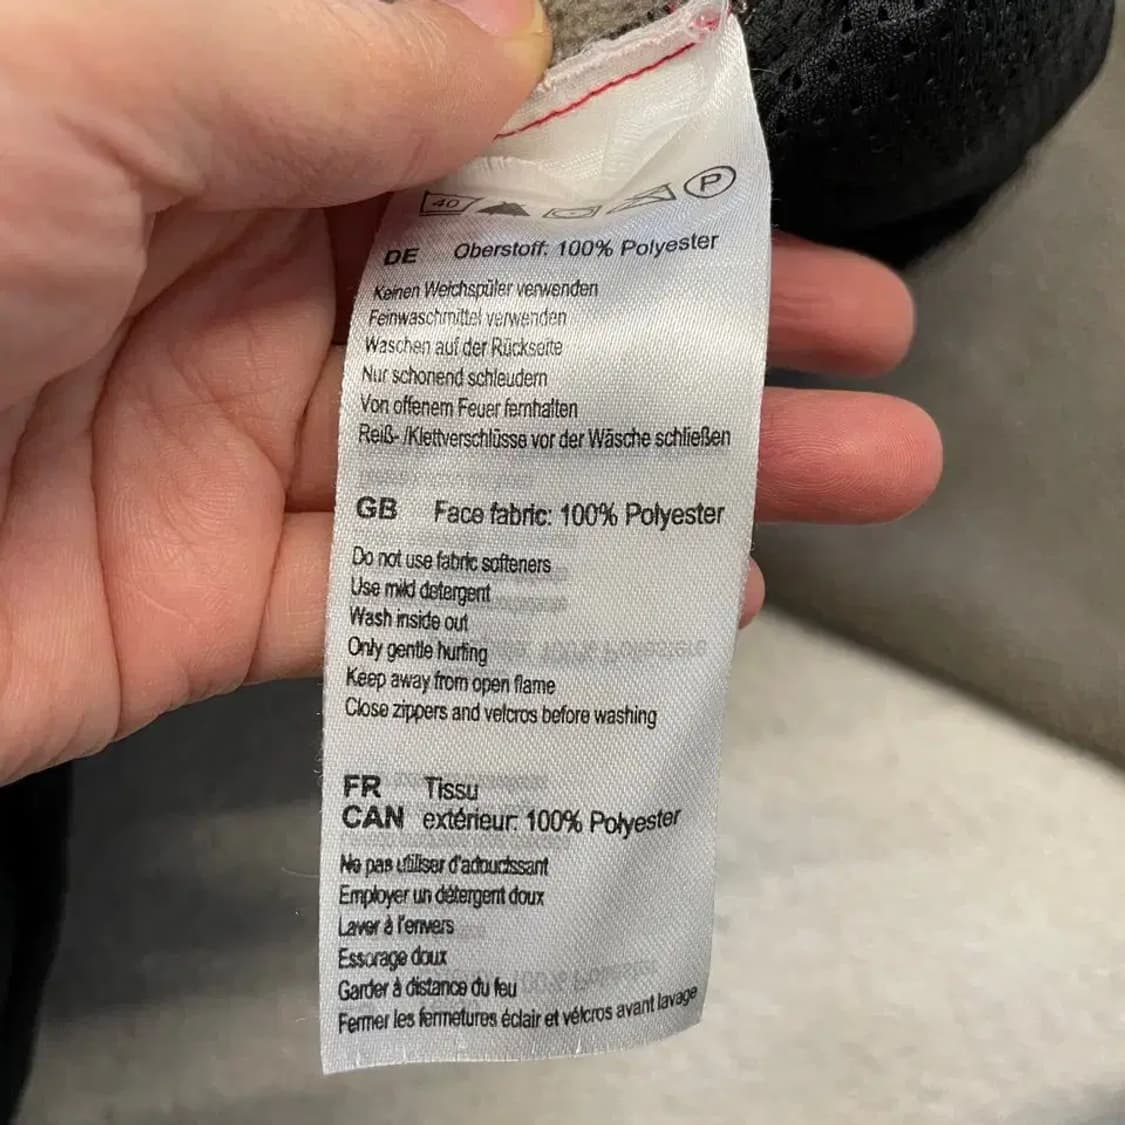 40 P
DE Oberstoff: 100% Polyester
Keinen Weichspüler verwenden
Feinwaschmittel verwenden
Waschen auf der Rückseite
Nur schonend schleudern
Von offenem Feuer fernhalten
Reiß- /Klettverschlüsse vor der Wäsche schließen
GB Face fabric: 100% Polyester
Do not use fabric softeners
Use mild detergent
Wash inside out
Only gentle hurling
Keep away from open flame
Close zippers and velcros before washing
FR Tissu
CAN extérieur: 100% Polyester
Ne pas utiliser d'adoucissant
Employer un détergent doux
Laver à l'envers
Essorage doux
Garder à distance du feu
Fermer les fermetures éclair et vélcros avant lavage